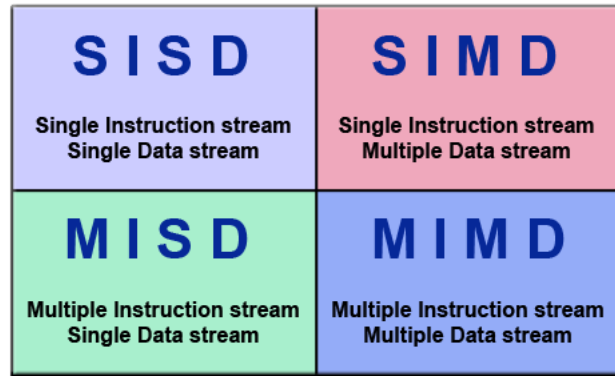 S I S D
Single Instruction stream
Single Data stream
S I M D
Single Instruction stream
Multiple Data stream
M I S D
Multiple Instruction stream
Single Data stream
M I M D
Multiple Instruction stream
Multiple Data stream